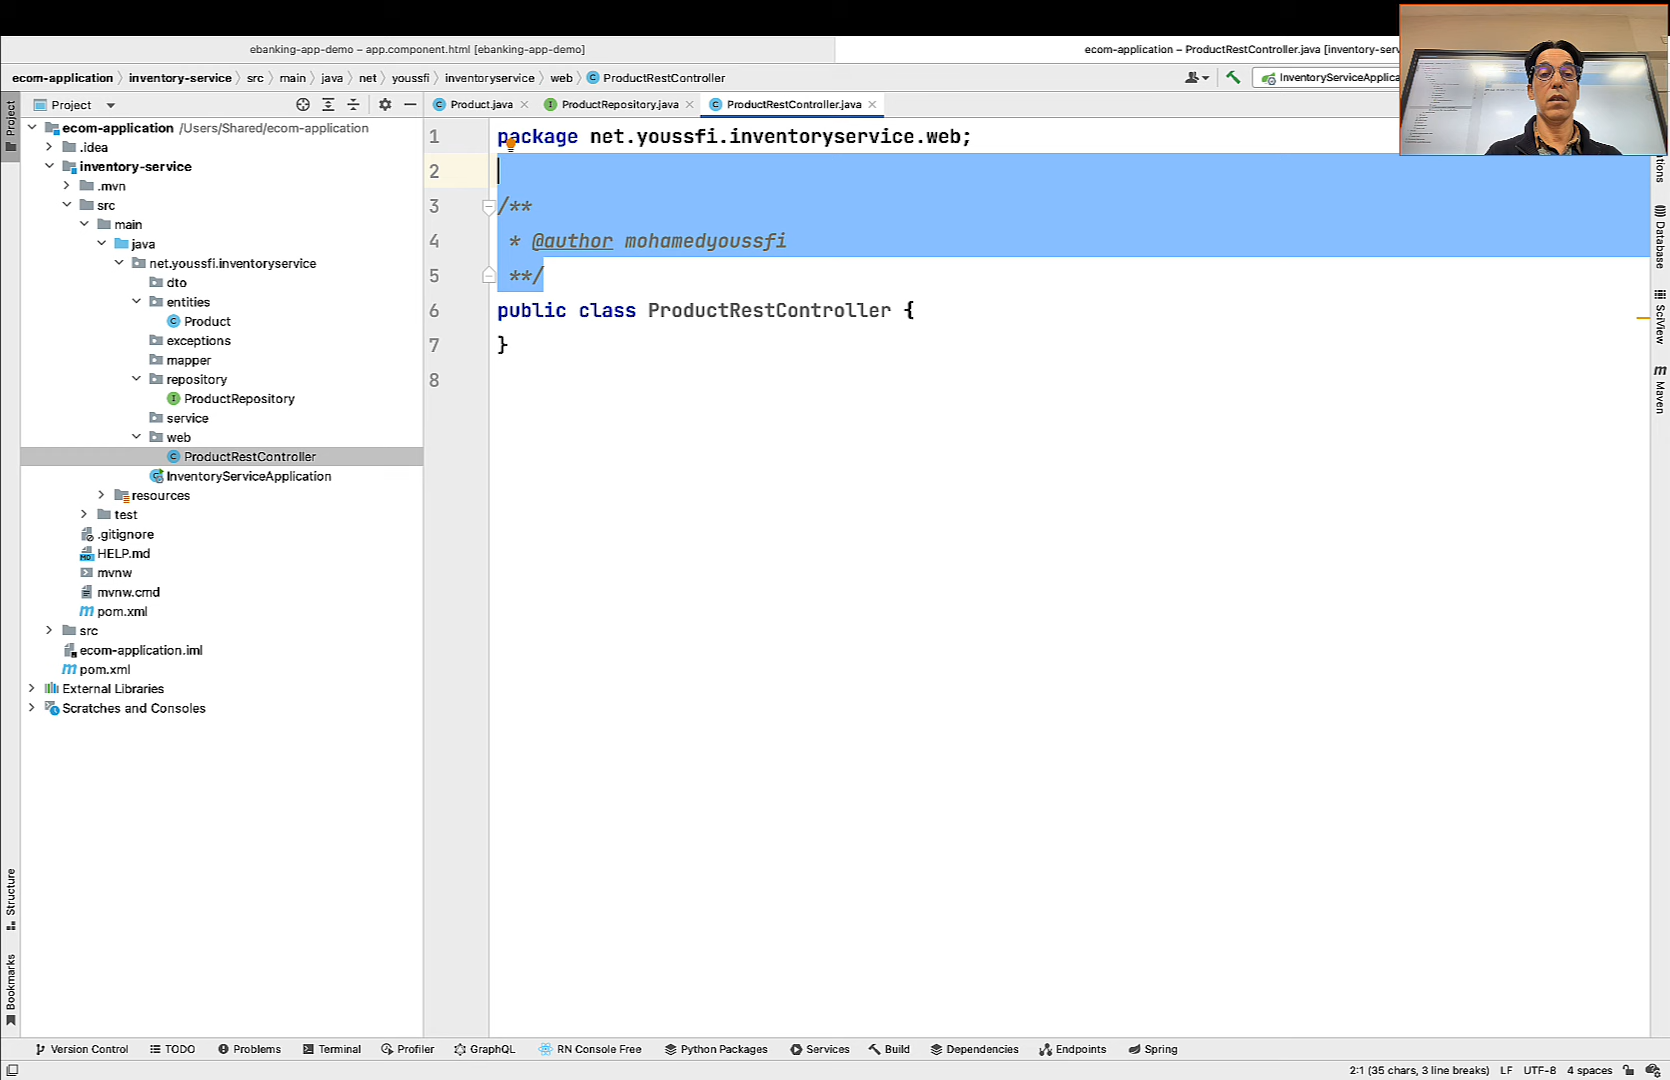 ebanking-app-demo – app.component.html [ebanking-app-demo]
ecom-application – ProductRestController.java [inventory-serv
ecom-application
inventory-service
src
main
java
net
youssfi
inventoryservice
web
ProductRestController
InventoryServiceApplica
Project
Product.java
ProductRepository.java
ProductRestController.java
Project
ecom-application /Users/Shared/ecom-application
.idea
inventory-service
.mvn
src
main
java
net.youssfi.inventoryservice
dto
entities
Product
exceptions
mapper
repository
ProductRepository
service
web
ProductRestController
InventoryServiceApplication
resources
test
.gitignore
HELP.md
mvnw
mvnw.cmd
pom.xml
src
ecom-application.iml
pom.xml
External Libraries
Scratches and Consoles
1 package net.youssfi.inventoryservice.web;
2
3 /**
4 * @author mohamedyoussfi
5 **/
6 public class ProductRestController {
7 }
8
Database
SciView
Maven
Structure
Bookmarks
Version Control
TODO
Problems
Terminal
Profiler
GraphQL
RN Console Free
Python Packages
Services
Build
Dependencies
Endpoints
Spring
2:1 (35 chars, 3 line breaks)
LF
UTF-8
4 spaces